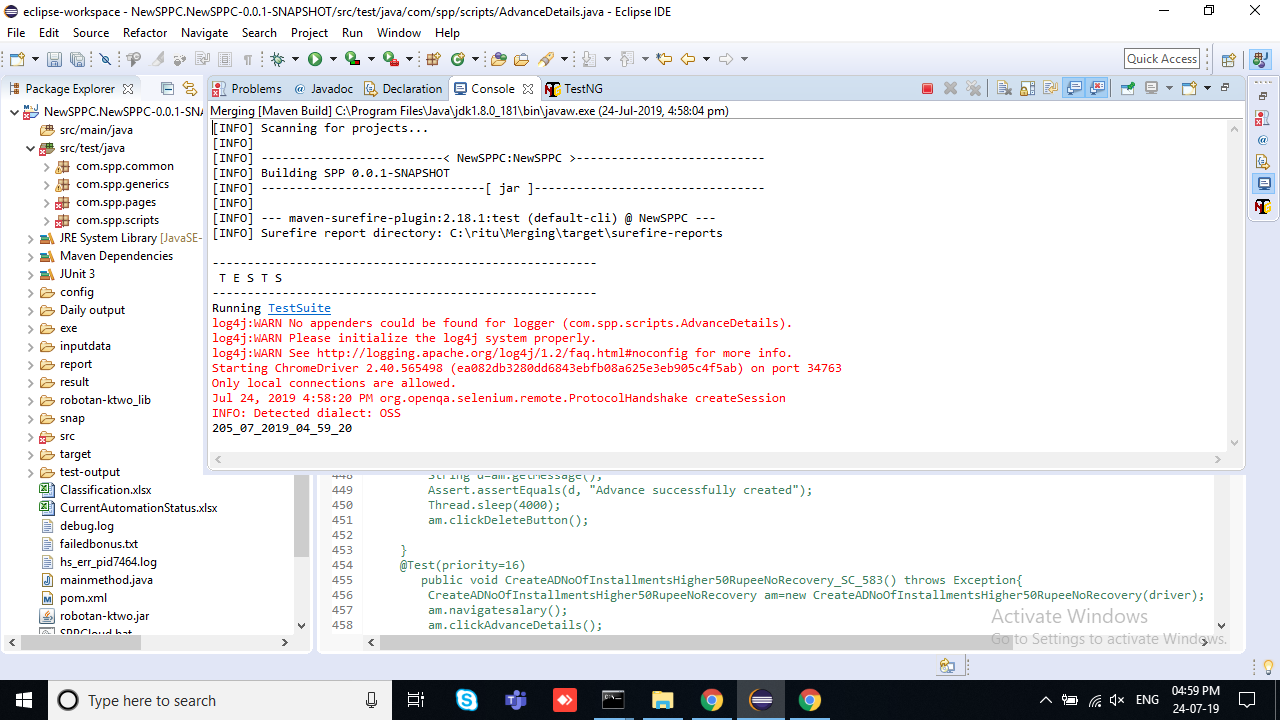 eclipse-workspace - NewSPPC.NewSPPC-0.0.1-SNAPSHOT/src/test/java/com/spp/scripts/AdvanceDetails.java - Eclipse IDE
File Edit Source Refactor Navigate Search Project Run Window Help
Quick Access
Package Explorer
Problems @ Javadoc Declaration Console TestNG
NewSPPC.NewSPPC-0.0.1-SNA
src/main/java
src/test/java
com.spp.common
com.spp.generics
com.spp.pages
com.spp.scripts
JRE System Library [JavaSE-
Maven Dependencies
JUnit 3
config
Daily output
exe
inputdata
report
result
robotan-ktwo_lib
snap
src
target
test-output
Classification.xlsx
CurrentAutomationStatus.xlsx
debug.log
failedbonus.txt
hs_err_pid7464.log
mainmethod.java
pom.xml
robotan-ktwo.jar
SPPCloud.bat
Merging [Maven Build] C:\Program Files\Java\jdk1.8.0_181\bin\javaw.exe (24-Jul-2019, 4:58:04 pm)
[INFO] Scanning for projects...
[INFO]
[INFO] --------------------------< NewSPPC:NewSPPC >---------------------------
[INFO] Building SPP 0.0.1-SNAPSHOT
[INFO] --------------------------------[ jar ]---------------------------------
[INFO]
[INFO] --- maven-surefire-plugin:2.18.1:test (default-cli) @ NewSPPC ---
[INFO] Surefire report directory: C:\ritu\Merging\target\surefire-reports
-------------------------------------------------------
T E S T S
-------------------------------------------------------
Running TestSuite
log4j:WARN No appenders could be found for logger (com.spp.scripts.AdvanceDetails).
log4j:WARN Please initialize the log4j system properly.
log4j:WARN See http://logging.apache.org/log4j/1.2/faq.html#noconfig for more info.
Starting ChromeDriver 2.40.565498 (ea082db3280dd6843ebfb08a625e3eb905c4f5ab) on port 34763
Only local connections are allowed.
Jul 24, 2019 4:58:20 PM org.openqa.selenium.remote.ProtocolHandshake createSession
INFO: Detected dialect: OSS
205_07_2019_04_59_20
448 String d=am.getMessage();
449 Assert.assertEquals(d, "Advance successfully created");
450 Thread.sleep(4000);
451 am.clickDeleteButton();
452
453 }
454 @Test(priority=16)
455 public void CreateADNoOfInstallmentsHigher50RupeeNoRecovery_SC_583() throws Exception{
456 CreateADNoOfInstallmentsHigher50RupeeNoRecovery am=new CreateADNoOfInstallmentsHigher50RupeeNoRecovery(driver);
457 am.navigatesalary();
458 am.clickAdvanceDetails();
Activate Windows
Go to Settings to activate Windows.
Type here to search
ENG
04:59 PM
24-07-19